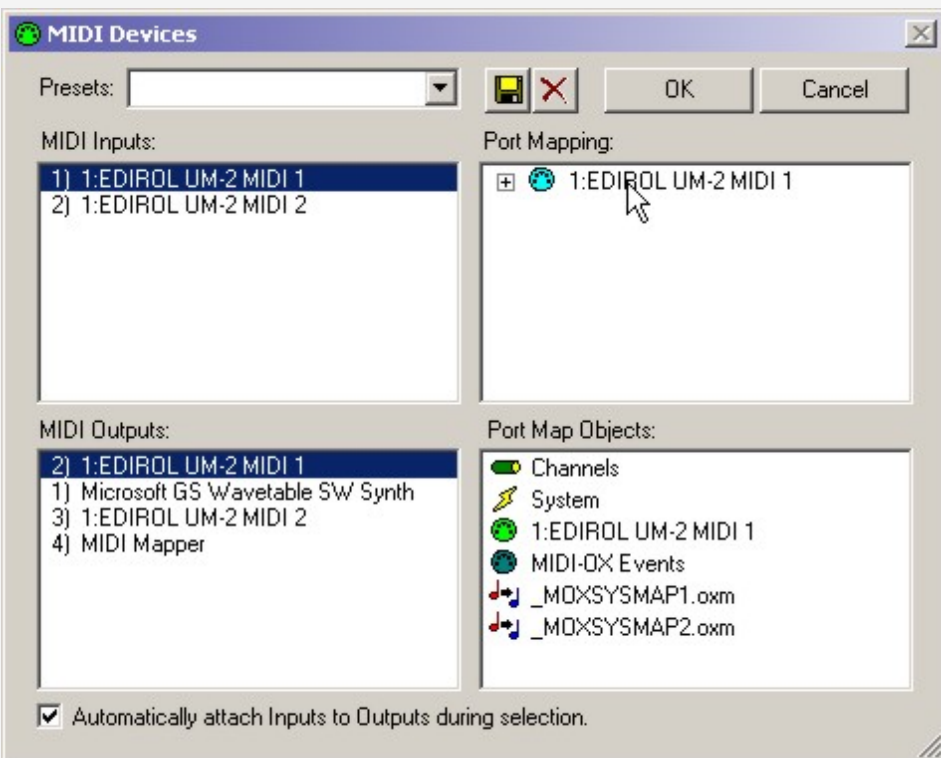 MIDI Devices
Presets:
OK
Cancel
MIDI Inputs:
1) 1:EDIROL UM-2 MIDI 1
2) 1:EDIROL UM-2 MIDI 2
Port Mapping:
1:EDIROL UM-2 MIDI 1
MIDI Outputs:
2) 1:EDIROL UM-2 MIDI 1
1) Microsoft GS Wavetable SW Synth
3) 1:EDIROL UM-2 MIDI 2
4) MIDI Mapper
Port Map Objects:
Channels
System
1:EDIROL UM-2 MIDI 1
MIDI-OX Events
_MOXSYSMAP1.oxm
_MOXSYSMAP2.oxm
Automatically attach Inputs to Outputs during selection.